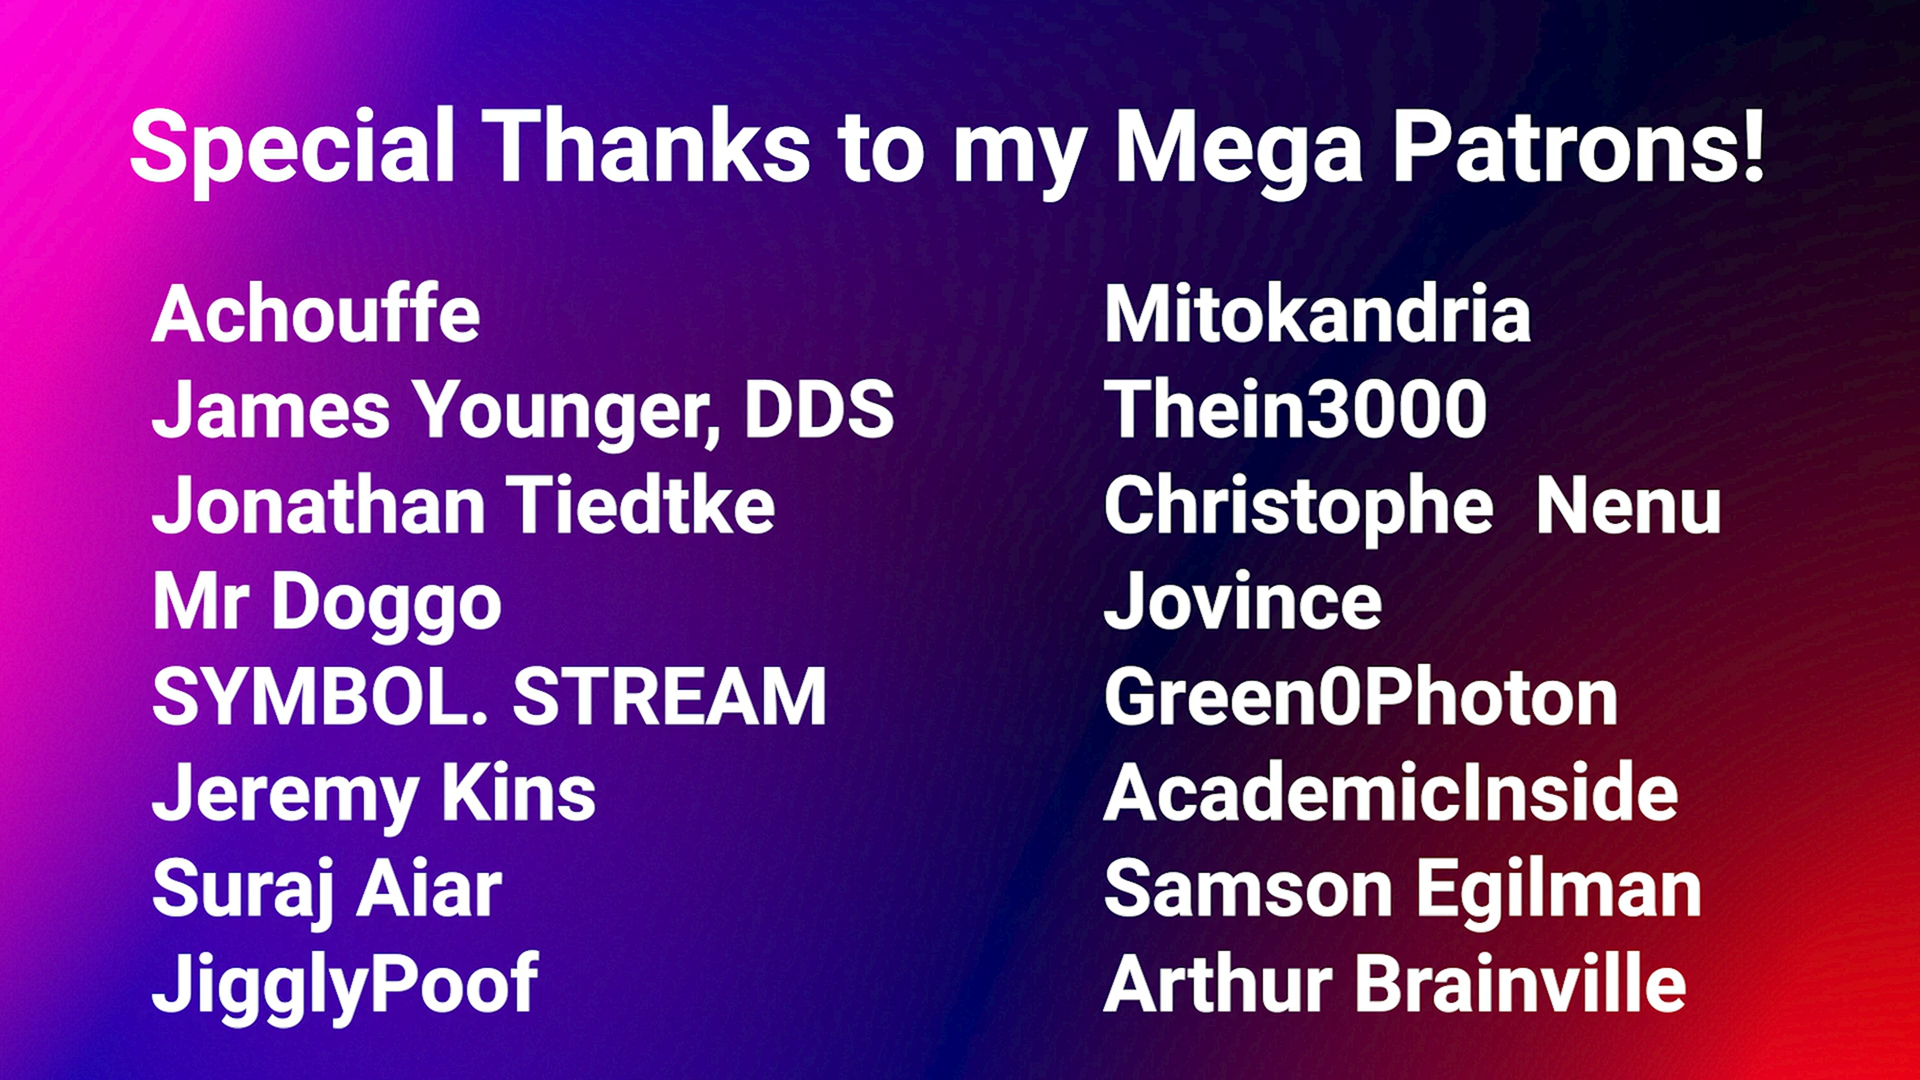 Special Thanks to my Mega Patrons!
Achouffe
James Younger, DDS
Jonathan Tiedtke
Mr Doggo
SYMBOL. STREAM
Jeremy Kins
Suraj Aiar
JigglyPoof
Mitokandria
Thein3000
Christophe  Nenu
Jovince
Green0Photon
AcademicInside
Samson Egilman
Arthur Brainville